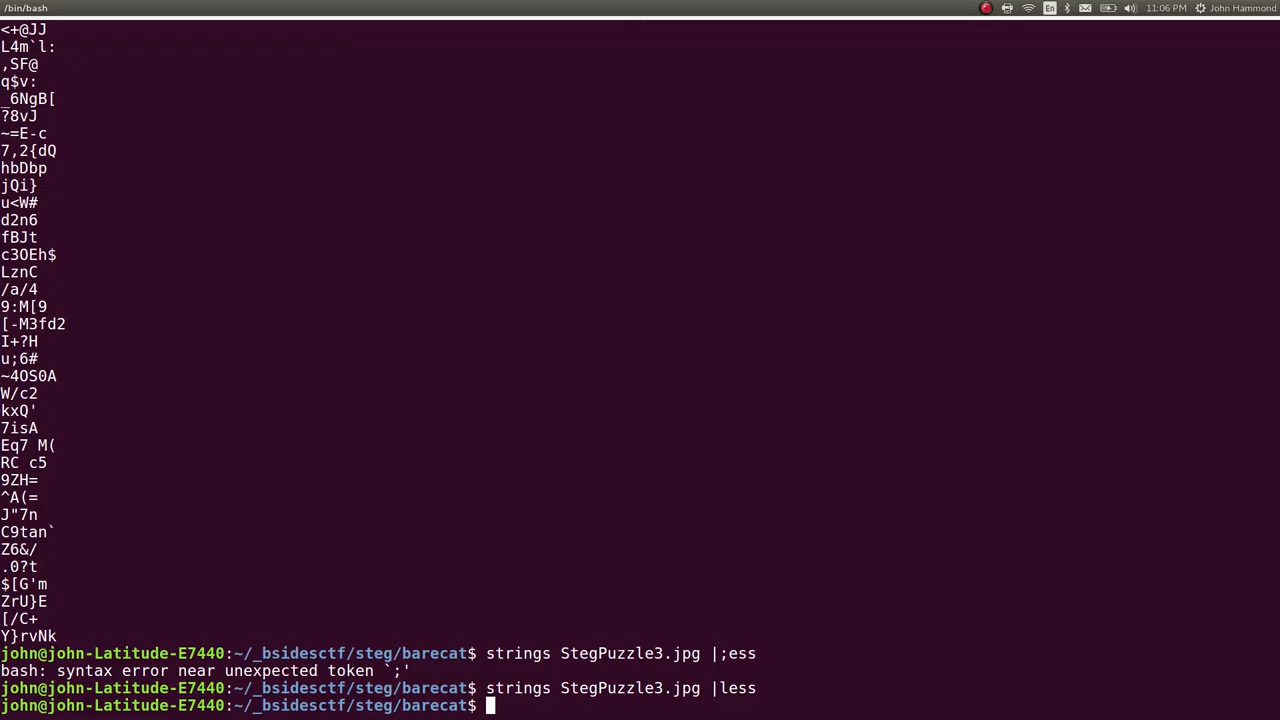 /bin/bash
En
11:06 PM
John Hammond
<+@JJ
L4m`l:
,SF@
q$v:
_6NgB[
?8vJ
~=E-c
7,2{dQ
hbDbp
jQi}
u<W#
d2n6
fBJt
c3OEh$
LznC
/a/4
9:M[9
[-M3fd2
I+?H
u;6#
~4OS0A
W/c2
kxQ'
7isA
Eq7 M(
RC c5
9ZH=
^A(=
J"7n
C9tan`
Z6&/
.0?t
$[G'm
ZrU}E
[/C+
Y}rvNk
john@john-Latitude-E7440:~/_bsidesctf/steg/barecat$ strings StegPuzzle3.jpg |;ess
bash: syntax error near unexpected token `;'
john@john-Latitude-E7440:~/_bsidesctf/steg/barecat$ strings StegPuzzle3.jpg |less
john@john-Latitude-E7440:~/_bsidesctf/steg/barecat$